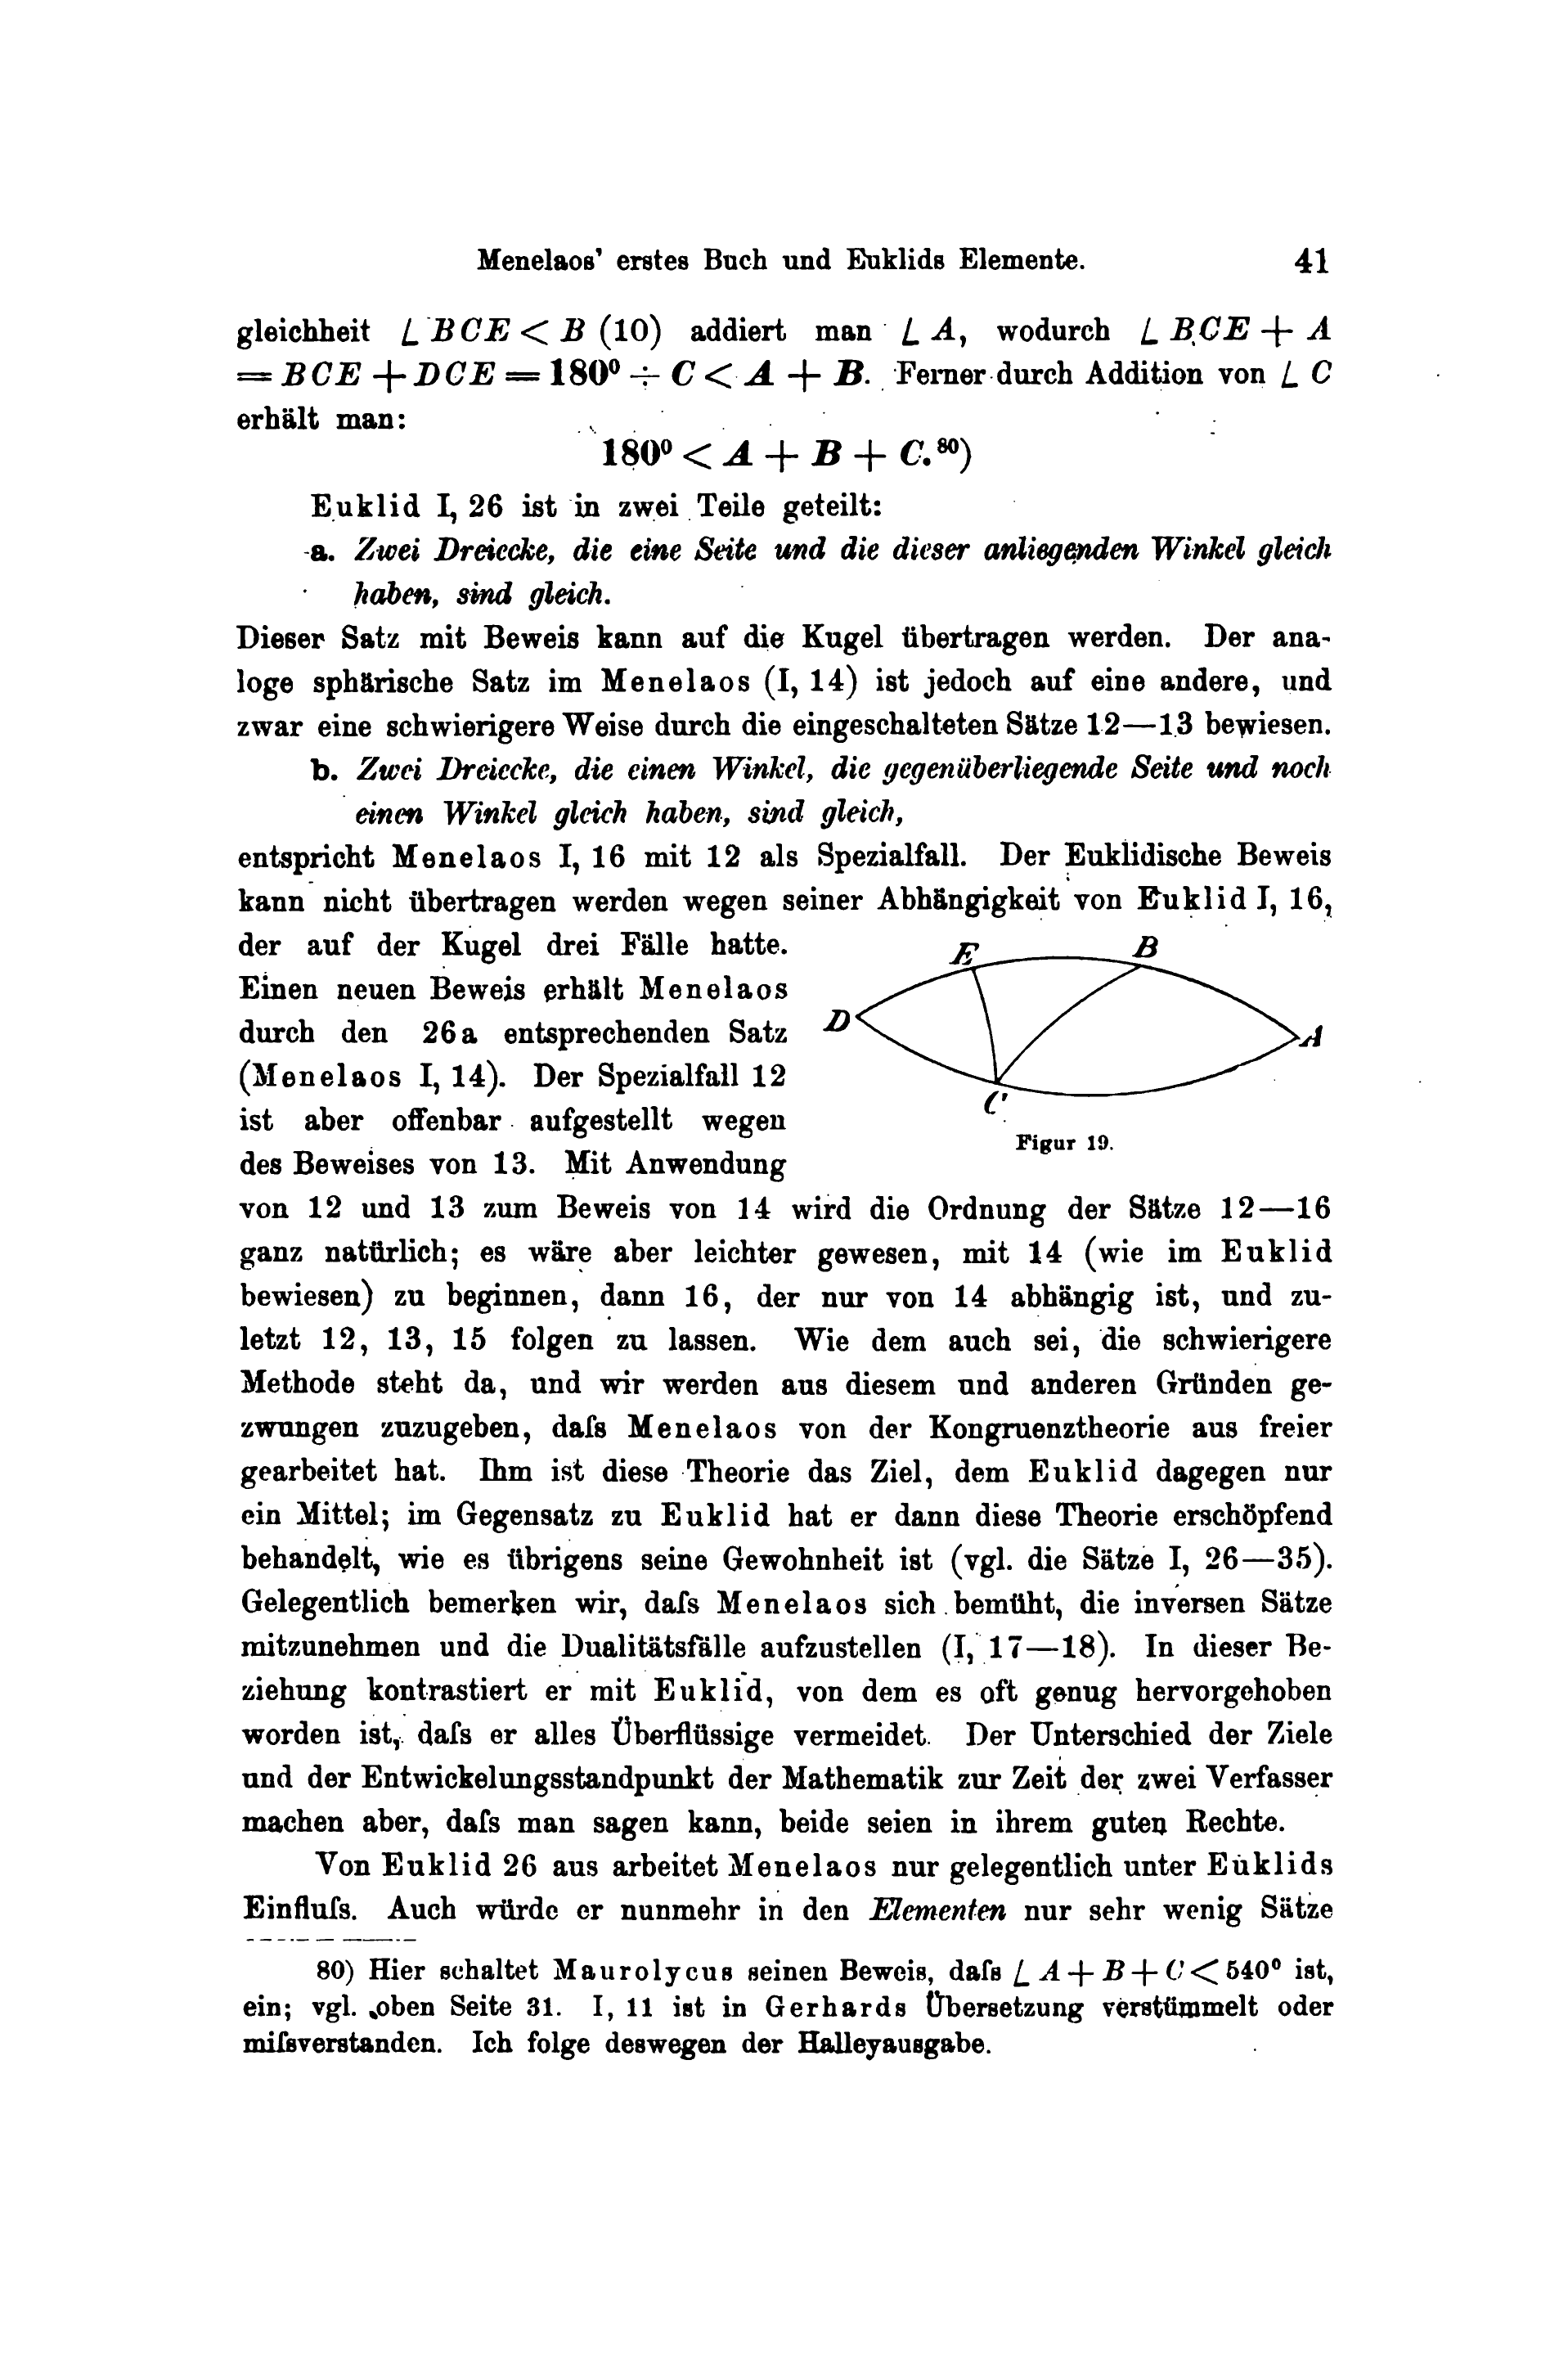 Menelaos' erstes Buch und Euklids Elemente. 41
gleichheit ∠ BCE < B (10) addiert man ∠ A, wodurch ∠ BCE + A
= BCE + DCE = 180⁰ ÷ C < A + B. Ferner durch Addition von ∠ C
erhält man:
180⁰ < A + B + C.⁸⁰)
Euklid I, 26 ist in zwei Teile geteilt:
a. Zwei Dreiecke, die eine Seite und die dieser anliegenden Winkel gleich
haben, sind gleich.
Dieser Satz mit Beweis kann auf die Kugel übertragen werden. Der ana-
loge sphärische Satz im Menelaos (I, 14) ist jedoch auf eine andere, und
zwar eine schwierigere Weise durch die eingeschalteten Sätze 12—13 bewiesen.
b. Zwei Dreiecke, die einen Winkel, die gegenüberliegende Seite und noch
einen Winkel gleich haben, sind gleich,
entspricht Menelaos I, 16 mit 12 als Spezialfall. Der Euklidische Beweis
kann nicht übertragen werden wegen seiner Abhängigkeit von Euklid I, 16,
der auf der Kugel drei Fälle hatte.
Einen neuen Beweis erhält Menelaos
durch den 26a entsprechenden Satz
(Menelaos I, 14). Der Spezialfall 12
ist aber offenbar aufgestellt wegen
des Beweises von 13. Mit Anwendung
E B
D
A
C
Figur 19.
von 12 und 13 zum Beweis von 14 wird die Ordnung der Sätze 12—16
ganz natürlich; es wäre aber leichter gewesen, mit 14 (wie im Euklid
bewiesen) zu beginnen, dann 16, der nur von 14 abhängig ist, und zu-
letzt 12, 13, 15 folgen zu lassen. Wie dem auch sei, die schwierigere
Methode steht da, und wir werden aus diesem und anderen Gründen ge-
zwungen zuzugeben, daſs Menelaos von der Kongruenztheorie aus freier
gearbeitet hat. Ihm ist diese Theorie das Ziel, dem Euklid dagegen nur
ein Mittel; im Gegensatz zu Euklid hat er dann diese Theorie erschöpfend
behandelt, wie es übrigens seine Gewohnheit ist (vgl. die Sätze I, 26—35).
Gelegentlich bemerken wir, daſs Menelaos sich bemüht, die inversen Sätze
mitzunehmen und die Dualitätsfälle aufzustellen (I, 17—18). In dieser Be-
ziehung kontrastiert er mit Euklid, von dem es oft genug hervorgehoben
worden ist, daſs er alles Überflüssige vermeidet. Der Unterschied der Ziele
und der Entwickelungsstandpunkt der Mathematik zur Zeit der zwei Verfasser
machen aber, daſs man sagen kann, beide seien in ihrem guten Rechte.
Von Euklid 26 aus arbeitet Menelaos nur gelegentlich unter Euklids
Einfluſs. Auch würde er nunmehr in den Elementen nur sehr wenig Sätze
80) Hier schaltet Maurolycus seinen Beweis, daſs ∠ A + B + C < 540⁰ ist,
ein; vgl. oben Seite 31. I, 11 ist in Gerhards Übersetzung verstümmelt oder
miſsverstanden. Ich folge deswegen der Halleyausgabe.